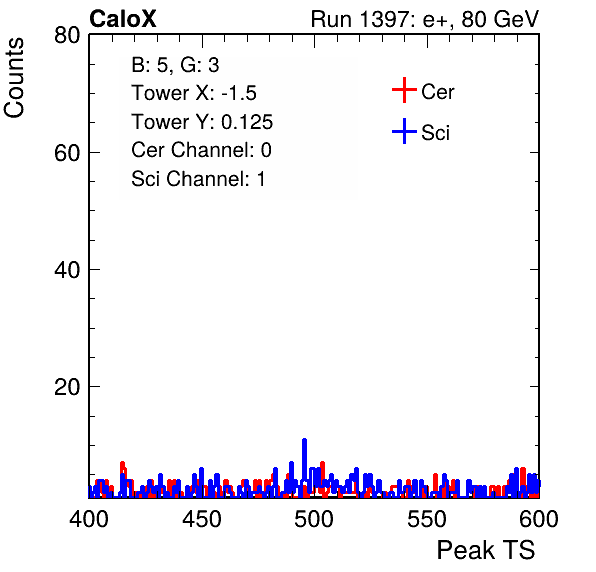 CaloX Run 1397: e+, 80 GeV
Counts
80
60
40
20
B: 5, G: 3
Tower X: -1.5
Tower Y: 0.125
Cer Channel: 0
Sci Channel: 1
Cer
Sci
400 450 500 550 600
Peak TS